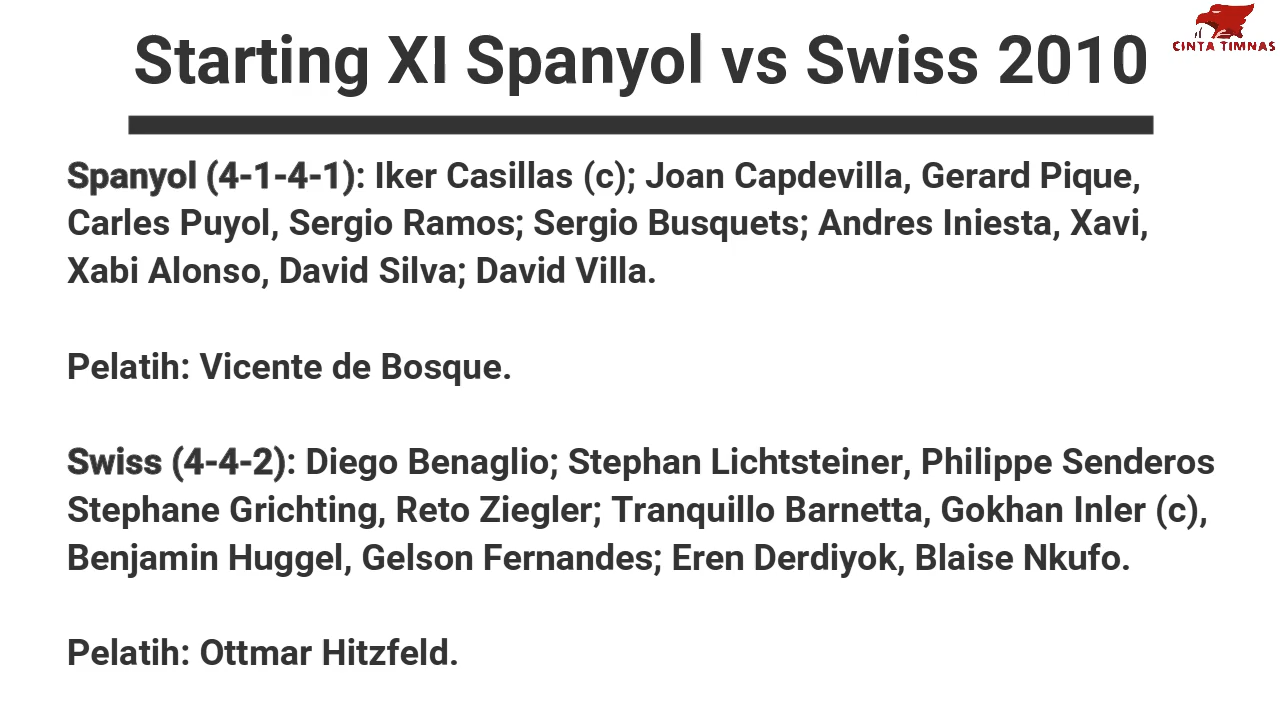 Starting XI Spanyol vs Swiss 2010
CINTA TIMNAS
Spanyol (4-1-4-1): Iker Casillas (c); Joan Capdevilla, Gerard Pique,
Carles Puyol, Sergio Ramos; Sergio Busquets; Andres Iniesta, Xavi,
Xabi Alonso, David Silva; David Villa.
Pelatih: Vicente de Bosque.
Swiss (4-4-2): Diego Benaglio; Stephan Lichtsteiner, Philippe Senderos
Stephane Grichting, Reto Ziegler; Tranquillo Barnetta, Gokhan Inler (c),
Benjamin Huggel, Gelson Fernandes; Eren Derdiyok, Blaise Nkufo.
Pelatih: Ottmar Hitzfeld.